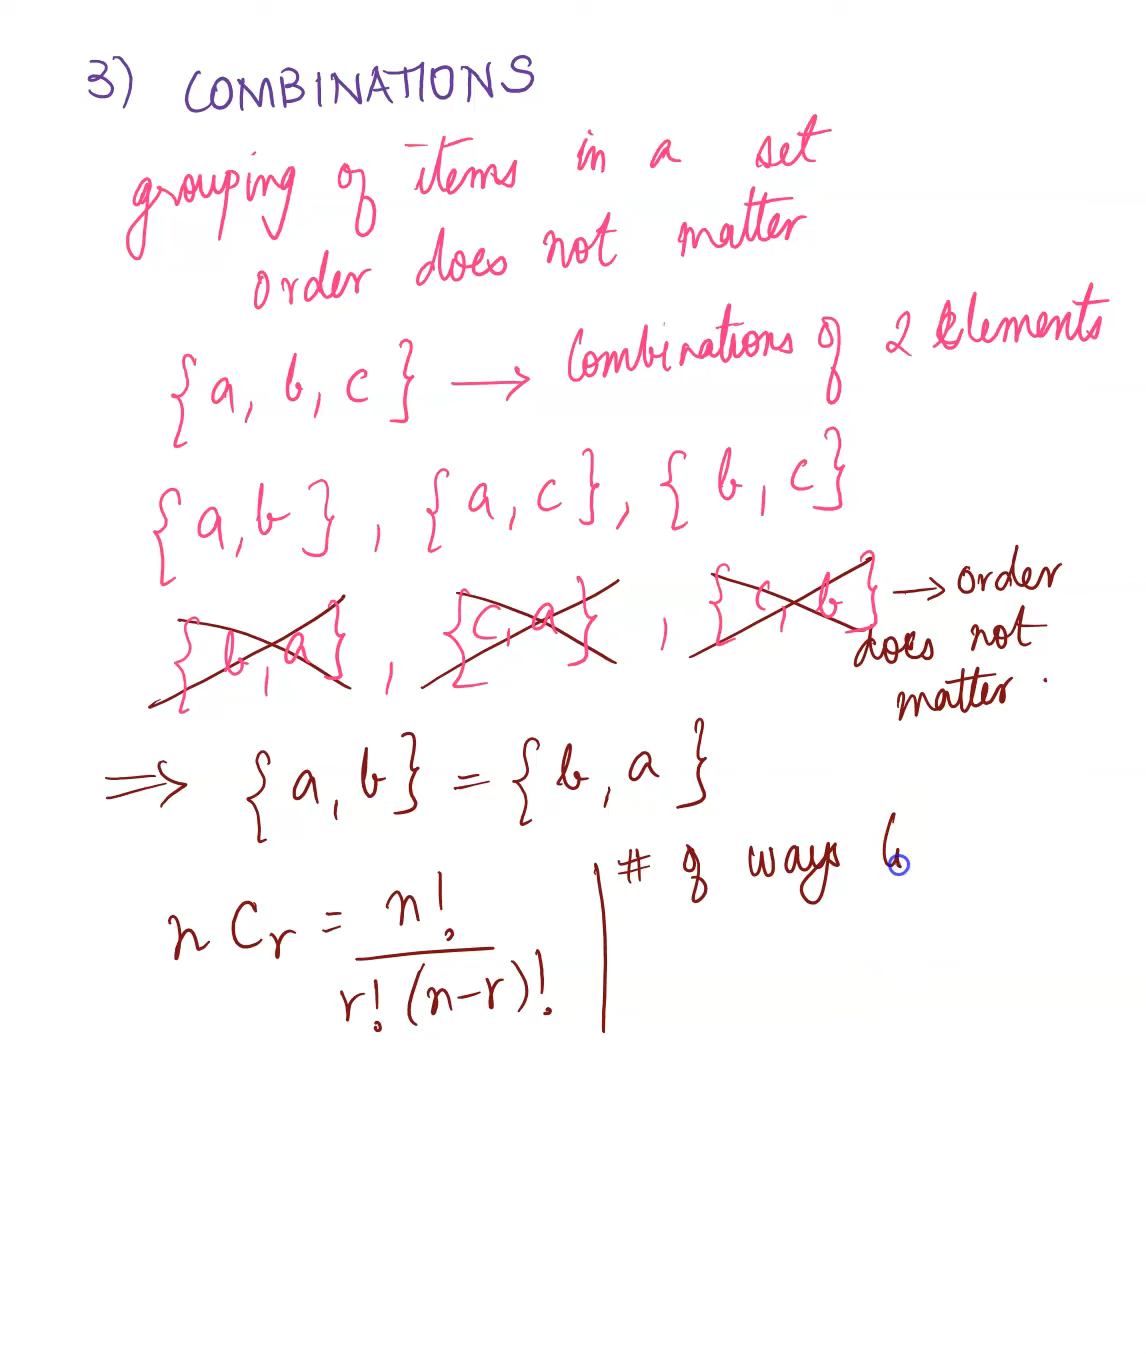 3) COMBINATIONS
grouping of items in a set
order does not matter
{a, b, c} → Combinations of 2 Elements
{a,b}, {a,c}, {b,c}
{b,a}, {c,a}, {c,b} → order
does not
matter.
⇒ {a,b} = {b,a}
# of ways
nCr = n!
r!(n-r)!